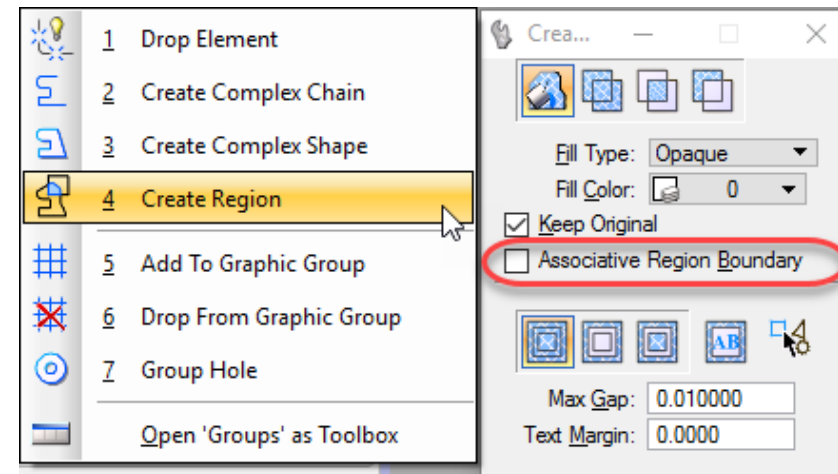 1 Drop Element
2 Create Complex Chain
3 Create Complex Shape
4 Create Region
5 Add To Graphic Group
6 Drop From Graphic Group
7 Group Hole
Open 'Groups' as Toolbox
Crea...
Fill Type: Opaque
Fill Color: 0
Keep Original
Associative Region Boundary
AB
Max Gap: 0.010000
Text Margin: 0.0000